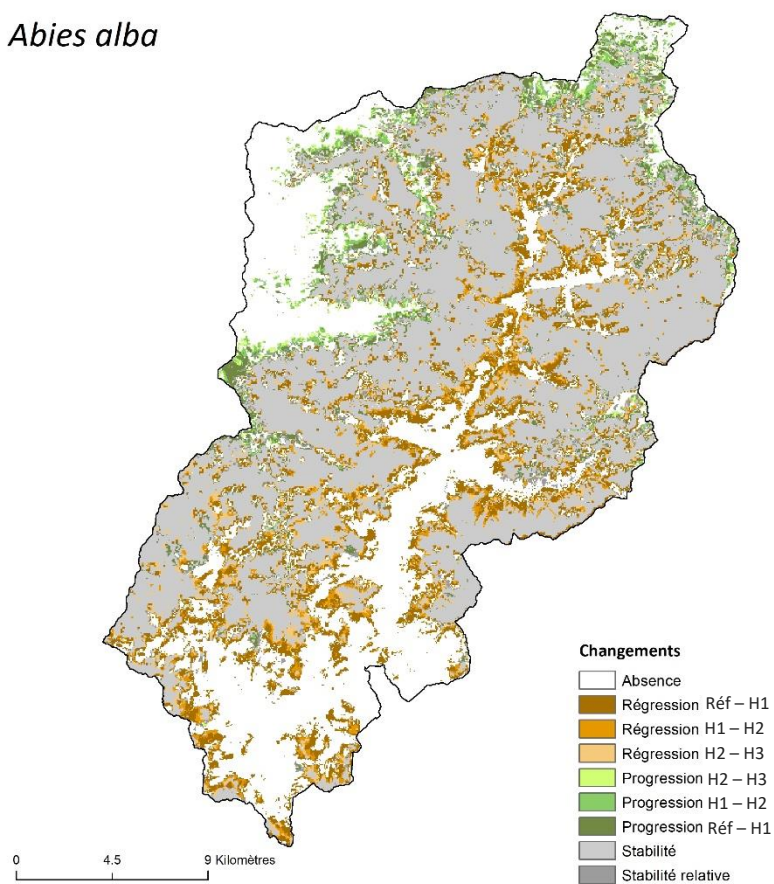 Abies alba
Changements
Absence
Régression Réf – H1
Régression H1 – H2
Régression H2 – H3
Progression H2 – H3
Progression H1 – H2
Progression Réf – H1
Stabilité
Stabilité relative
0 4.5 9 Kilomètres